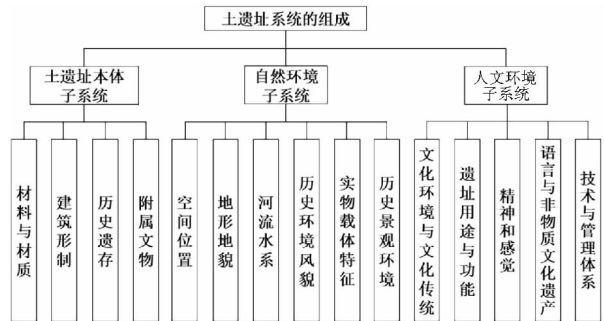 土遗址系统的组成
土遗址本体
子系统
自然环境
子系统
人文环境
子系统
材料与材质
建筑形制
历史遗存
附属文物
空间位置
地形地貌
河流水系
历史环境风貌
实物载体特征
历史景观环境
文化环境与文化传统
遗址用途与功能
精神和感觉
语言与非物质文化遗产
技术与管理体系